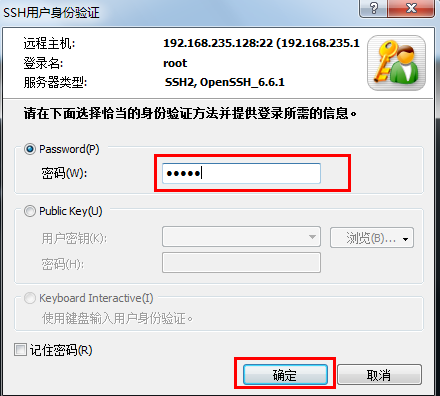 SSH用户身份验证
远程主机: 192.168.235.128:22 (192.168.235.1
登录名: root
服务器类型: SSH2, OpenSSH_6.6.1
请在下面选择恰当的身份验证方法并提供登录所需的信息。
Password(P)
密码(W): •••••
Public Key(U)
用户密钥(K): 浏览(B)...
密码(H):
Keyboard Interactive(I)
使用键盘输入用户身份验证。
记住密码(R)
确定 取消